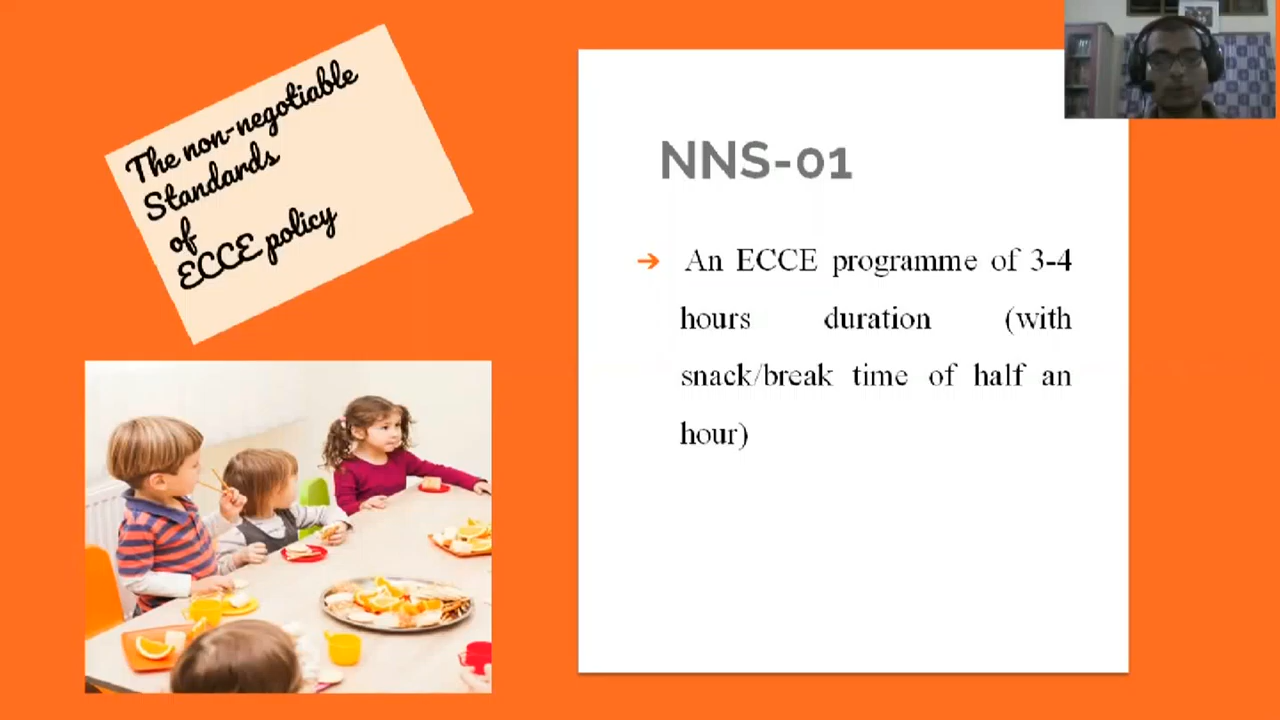 The non-negotiable
Standards
of
ECCE policy
NNS-01
➔ An ECCE programme of 3-4
hours duration (with
snack/break time of half an
hour)